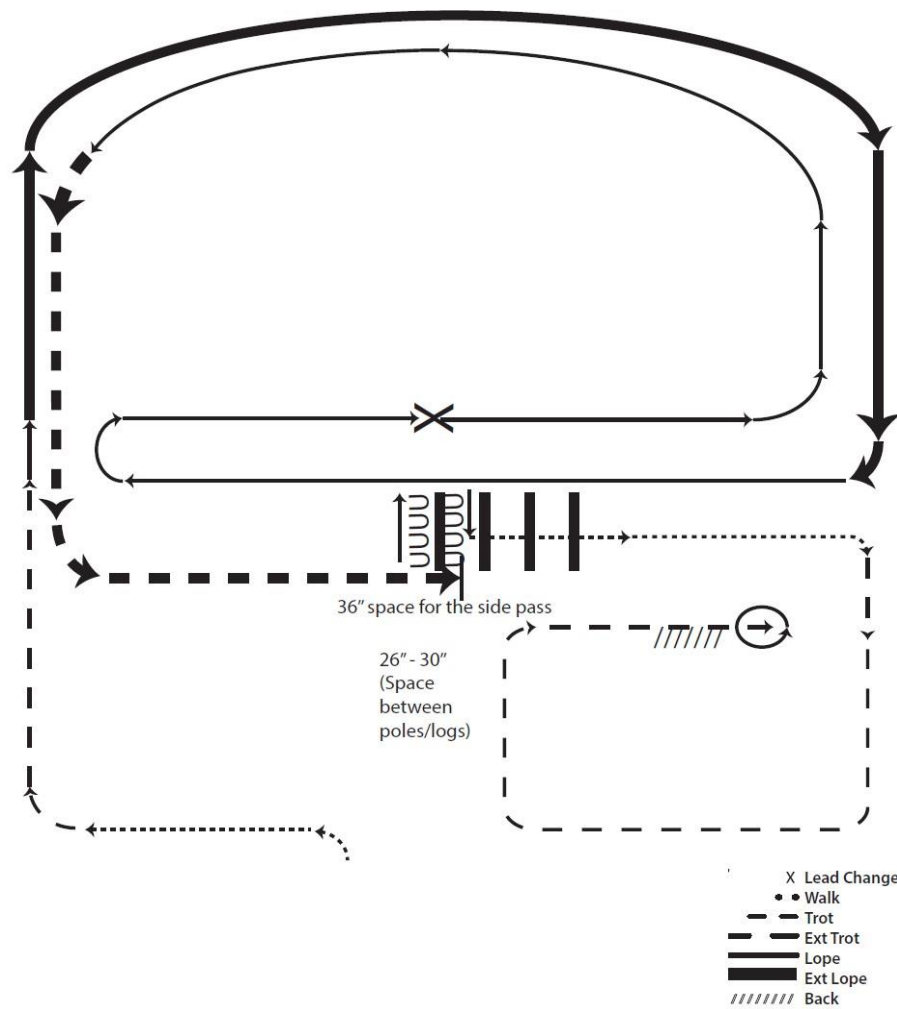 36” space for the side pass
26” - 30”
(Space
between
poles/logs)
X Lead Change
Walk
Trot
Ext Trot
Lope
Ext Lope
Back